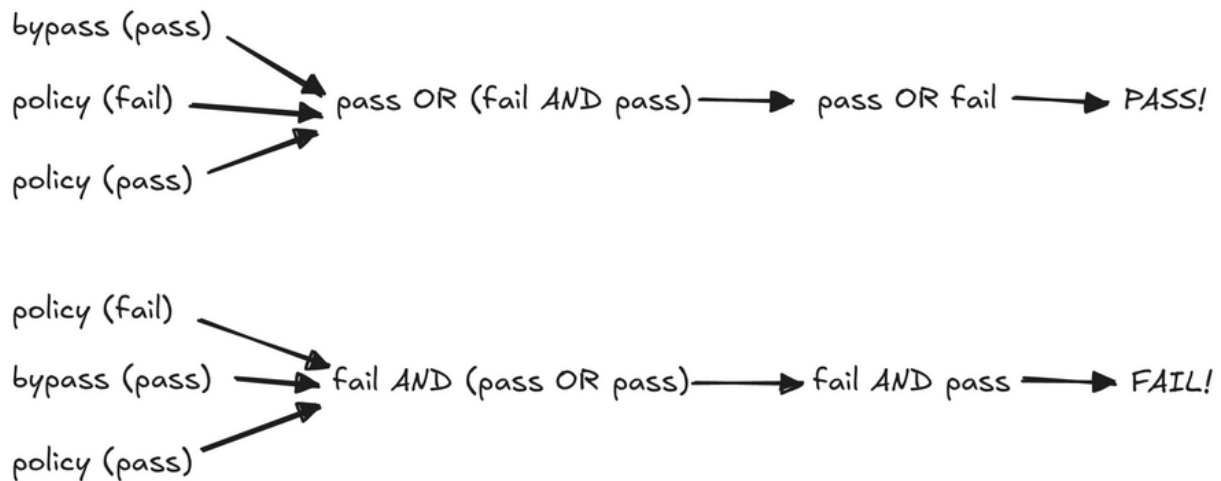 bypass (pass)
policy (fail)
policy (pass)
pass OR (fail AND pass)
pass OR fail
PASS!
policy (fail)
bypass (pass)
policy (pass)
fail AND (pass OR pass)
fail AND pass
FAIL!